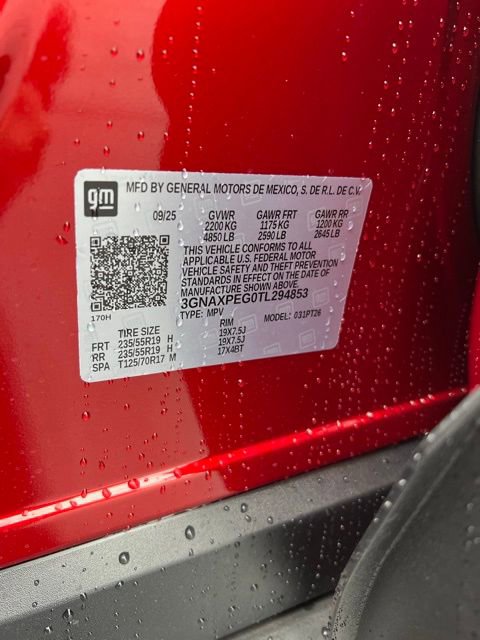 gm
MFD BY GENERAL MOTORS DE MEXICO, S. DE R.L. DE C.V.
09/25 GVWR GAWR FRT GAWR RR
2200 KG 1175 KG 1200 KG
4850 LB 2590 LB 2645 LB
THIS VEHICLE CONFORMS TO ALL
APPLICABLE U.S. FEDERAL MOTOR
VEHICLE SAFETY AND THEFT PREVENTION
STANDARDS IN EFFECT ON THE DATE OF
MANUFACTURE SHOWN ABOVE.
3GNAXPEG0TL294853
170H TYPE: MPV MODEL: 031PT26
TIRE SIZE RIM
FRT 235/55R19 H 19X7.5J
RR 235/55R19 H 19X7.5J
SPA T125/70R17 M 17X4BT